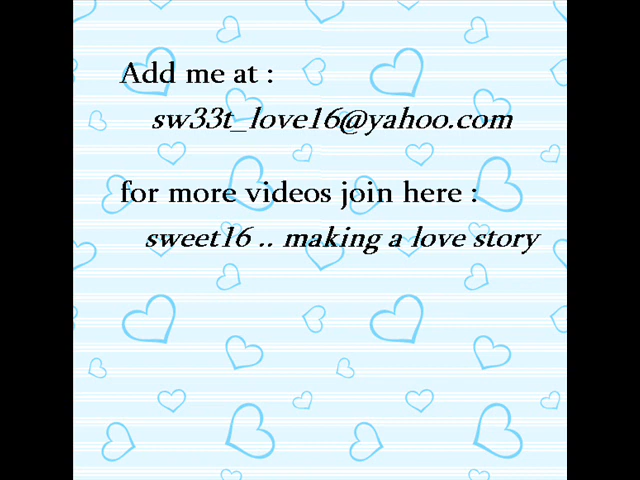 Add me at :
sw33t_love16@yahoo.com
for more videos join here :
sweet16 .. making a love story